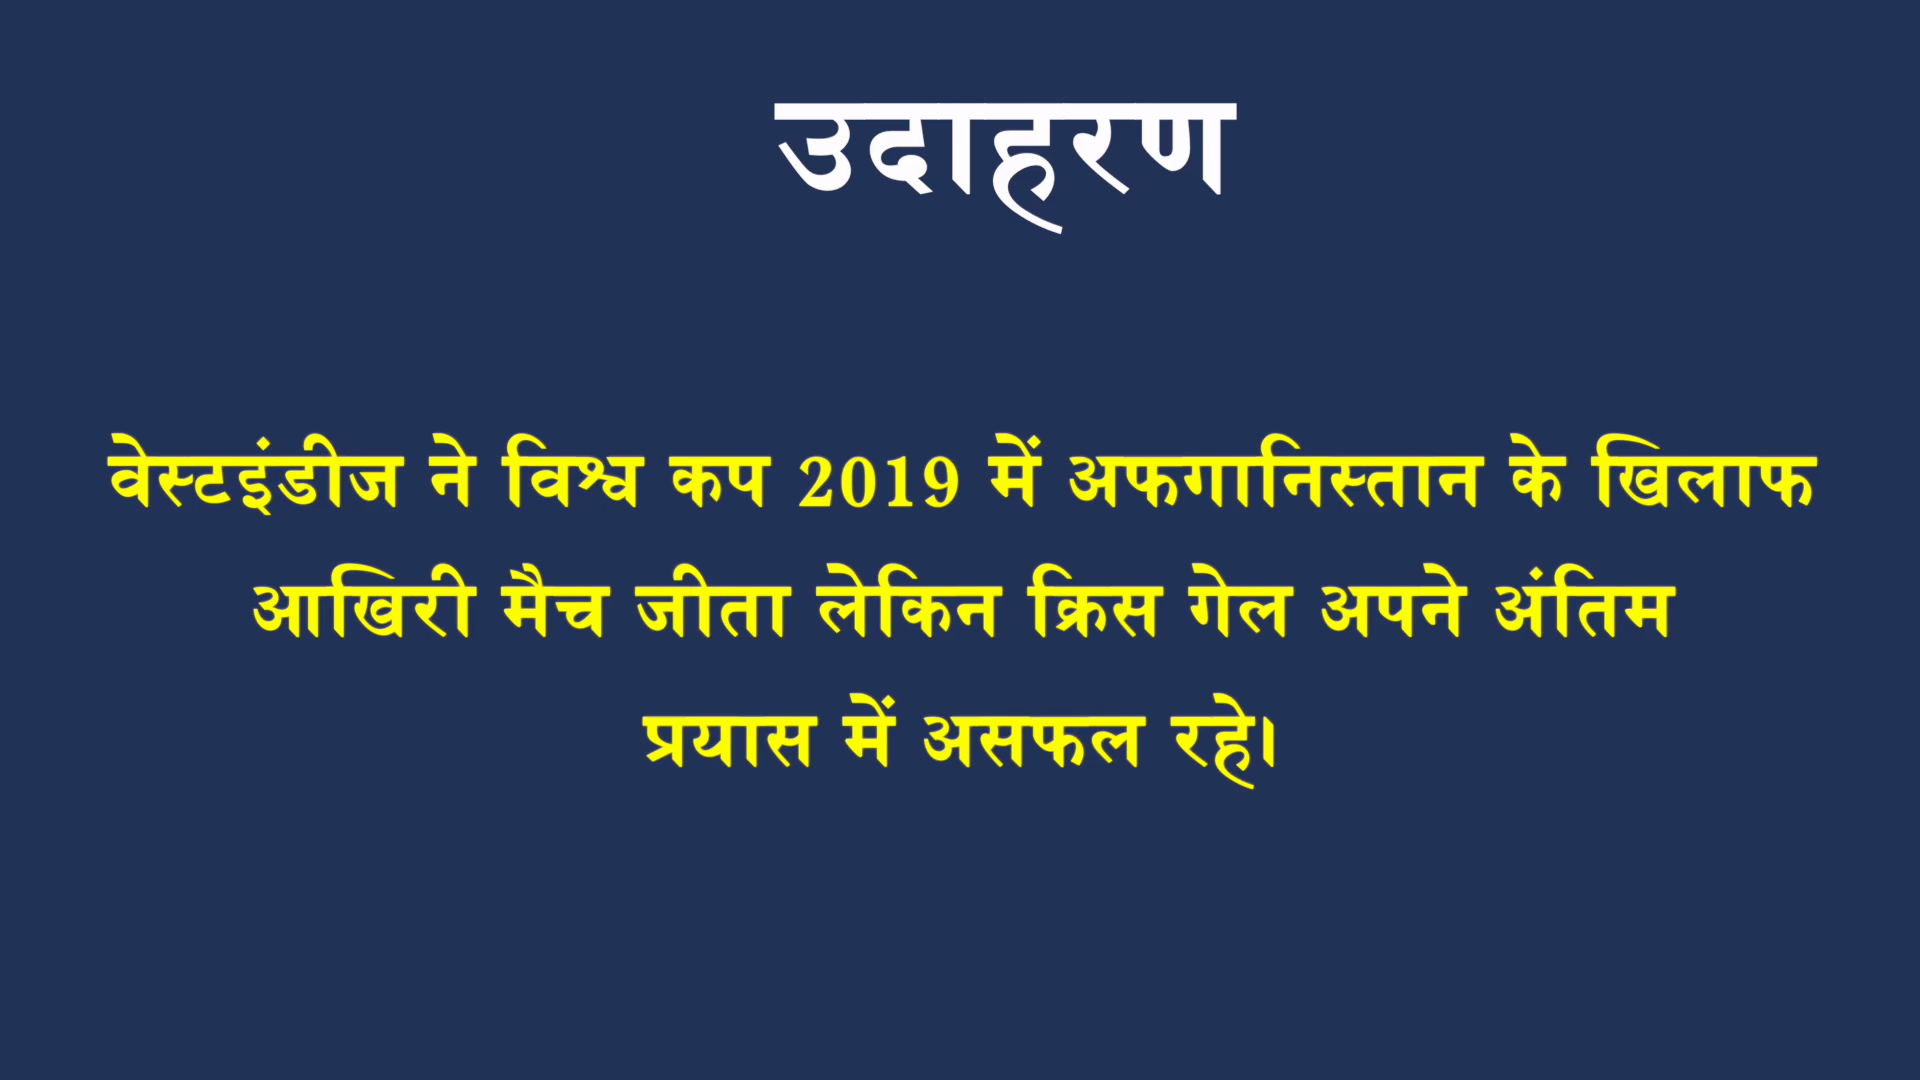 उदाहरण
वेस्टइंडीज ने विश्व कप 2019 में अफगानिस्तान के खिलाफ
आखिरी मैच जीता लेकिन क्रिस गेल अपने अंतिम
प्रयास में असफल रहे।